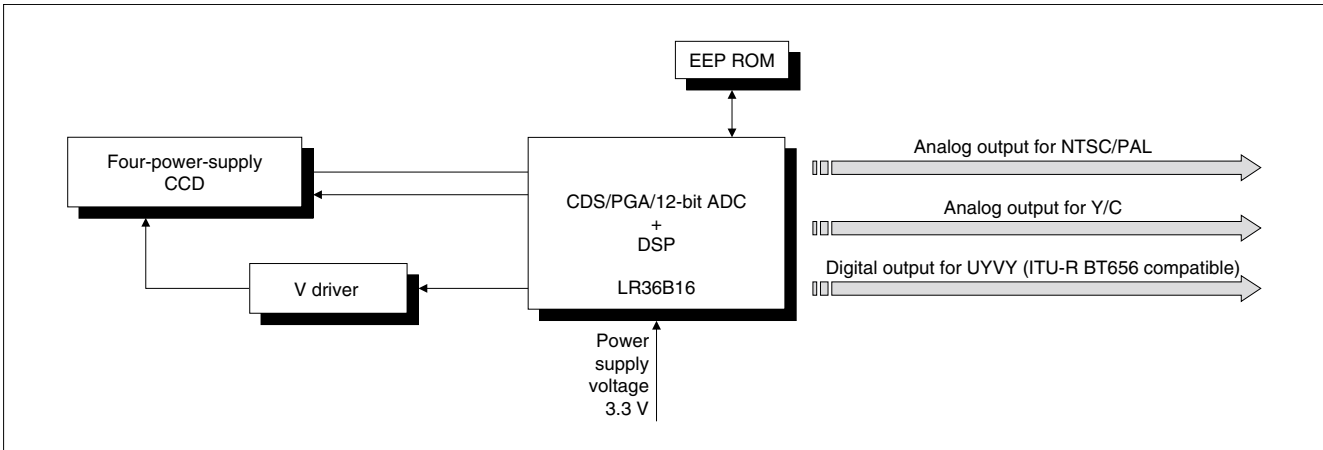 EEP ROM
Four-power-supply
CCD
CDS/PGA/12-bit ADC
+
DSP
LR36B16
V driver
Power
supply
voltage
3.3 V
Analog output for NTSC/PAL
Analog output for Y/C
Digital output for UYVY (ITU-R BT656 compatible)